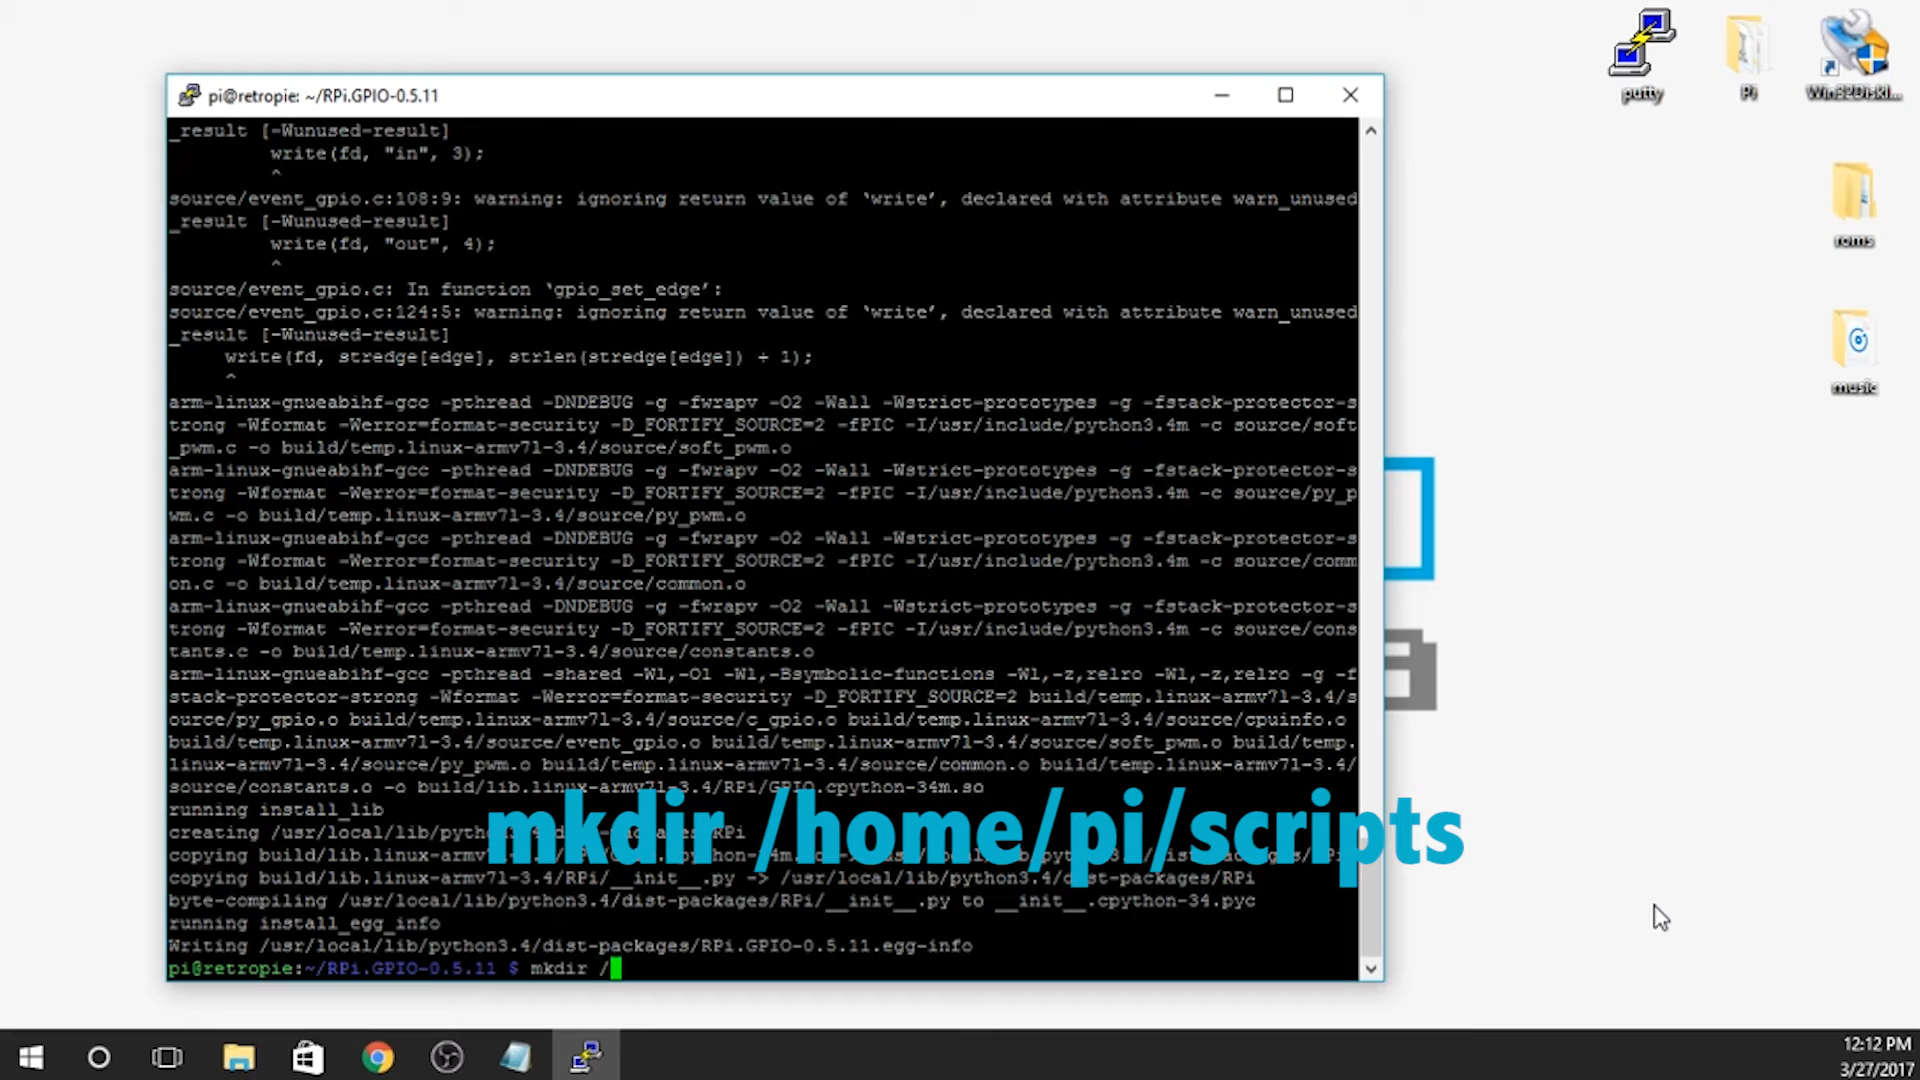 pi@retropie: ~/RPi.GPIO-0.5.11
_result [-Wunused-result]
write(fd, "in", 3);
^
source/event_gpio.c:108:9: warning: ignoring return value of ‘write’, declared with attribute warn_unused
_result [-Wunused-result]
write(fd, "out", 4);
^
source/event_gpio.c: In function ‘gpio_set_edge’:
source/event_gpio.c:124:5: warning: ignoring return value of ‘write’, declared with attribute warn_unused
_result [-Wunused-result]
write(fd, stredge[edge], strlen(stredge[edge]) + 1);
^
arm-linux-gnueabihf-gcc -pthread -DNDEBUG -g -fwrapv -O2 -Wall -Wstrict-prototypes -g -fstack-protector-s
trong -Wformat -Werror=format-security -D_FORTIFY_SOURCE=2 -fPIC -I/usr/include/python3.4m -c source/soft
_pwm.c -o build/temp.linux-armv7l-3.4/source/soft_pwm.o
arm-linux-gnueabihf-gcc -pthread -DNDEBUG -g -fwrapv -O2 -Wall -Wstrict-prototypes -g -fstack-protector-s
trong -Wformat -Werror=format-security -D_FORTIFY_SOURCE=2 -fPIC -I/usr/include/python3.4m -c source/py_p
wm.c -o build/temp.linux-armv7l-3.4/source/py_pwm.o
arm-linux-gnueabihf-gcc -pthread -DNDEBUG -g -fwrapv -O2 -Wall -Wstrict-prototypes -g -fstack-protector-s
trong -Wformat -Werror=format-security -D_FORTIFY_SOURCE=2 -fPIC -I/usr/include/python3.4m -c source/comm
on.c -o build/temp.linux-armv7l-3.4/source/common.o
arm-linux-gnueabihf-gcc -pthread -DNDEBUG -g -fwrapv -O2 -Wall -Wstrict-prototypes -g -fstack-protector-s
trong -Wformat -Werror=format-security -D_FORTIFY_SOURCE=2 -fPIC -I/usr/include/python3.4m -c source/cons
tants.c -o build/temp.linux-armv7l-3.4/source/constants.o
arm-linux-gnueabihf-gcc -pthread -shared -Wl,-O1 -Wl,-Bsymbolic-functions -Wl,-z,relro -Wl,-z,relro -g -f
stack-protector-strong -Wformat -Werror=format-security -D_FORTIFY_SOURCE=2 build/temp.linux-armv7l-3.4/s
ource/py_gpio.o build/temp.linux-armv7l-3.4/source/c_gpio.o build/temp.linux-armv7l-3.4/source/cpuinfo.o
build/temp.linux-armv7l-3.4/source/event_gpio.o build/temp.linux-armv7l-3.4/source/soft_pwm.o build/temp.
linux-armv7l-3.4/source/py_pwm.o build/temp.linux-armv7l-3.4/source/common.o build/temp.linux-armv7l-3.4/
source/constants.o -o build/lib.linux-armv7l-3.4/RPi/GPIO.cpython-34m.so
running install_lib
creating /usr/local/lib/python
mkdir /home/pi/scripts
copying build/lib.linux-armv7l-3.4/RPi/__init__.py -> /usr/local/lib/python3.4/dist-packages/RPi
byte-compiling /usr/local/lib/python3.4/dist-packages/RPi/__init__.py to __init__.cpython-34.pyc
running install_egg_info
Writing /usr/local/lib/python3.4/dist-packages/RPi.GPIO-0.5.11.egg-info
pi@retropie:~/RPi.GPIO-0.5.11 $ mkdir /
putty
Pi
Win32DiskI...
roms
music
12:12 PM
3/27/2017